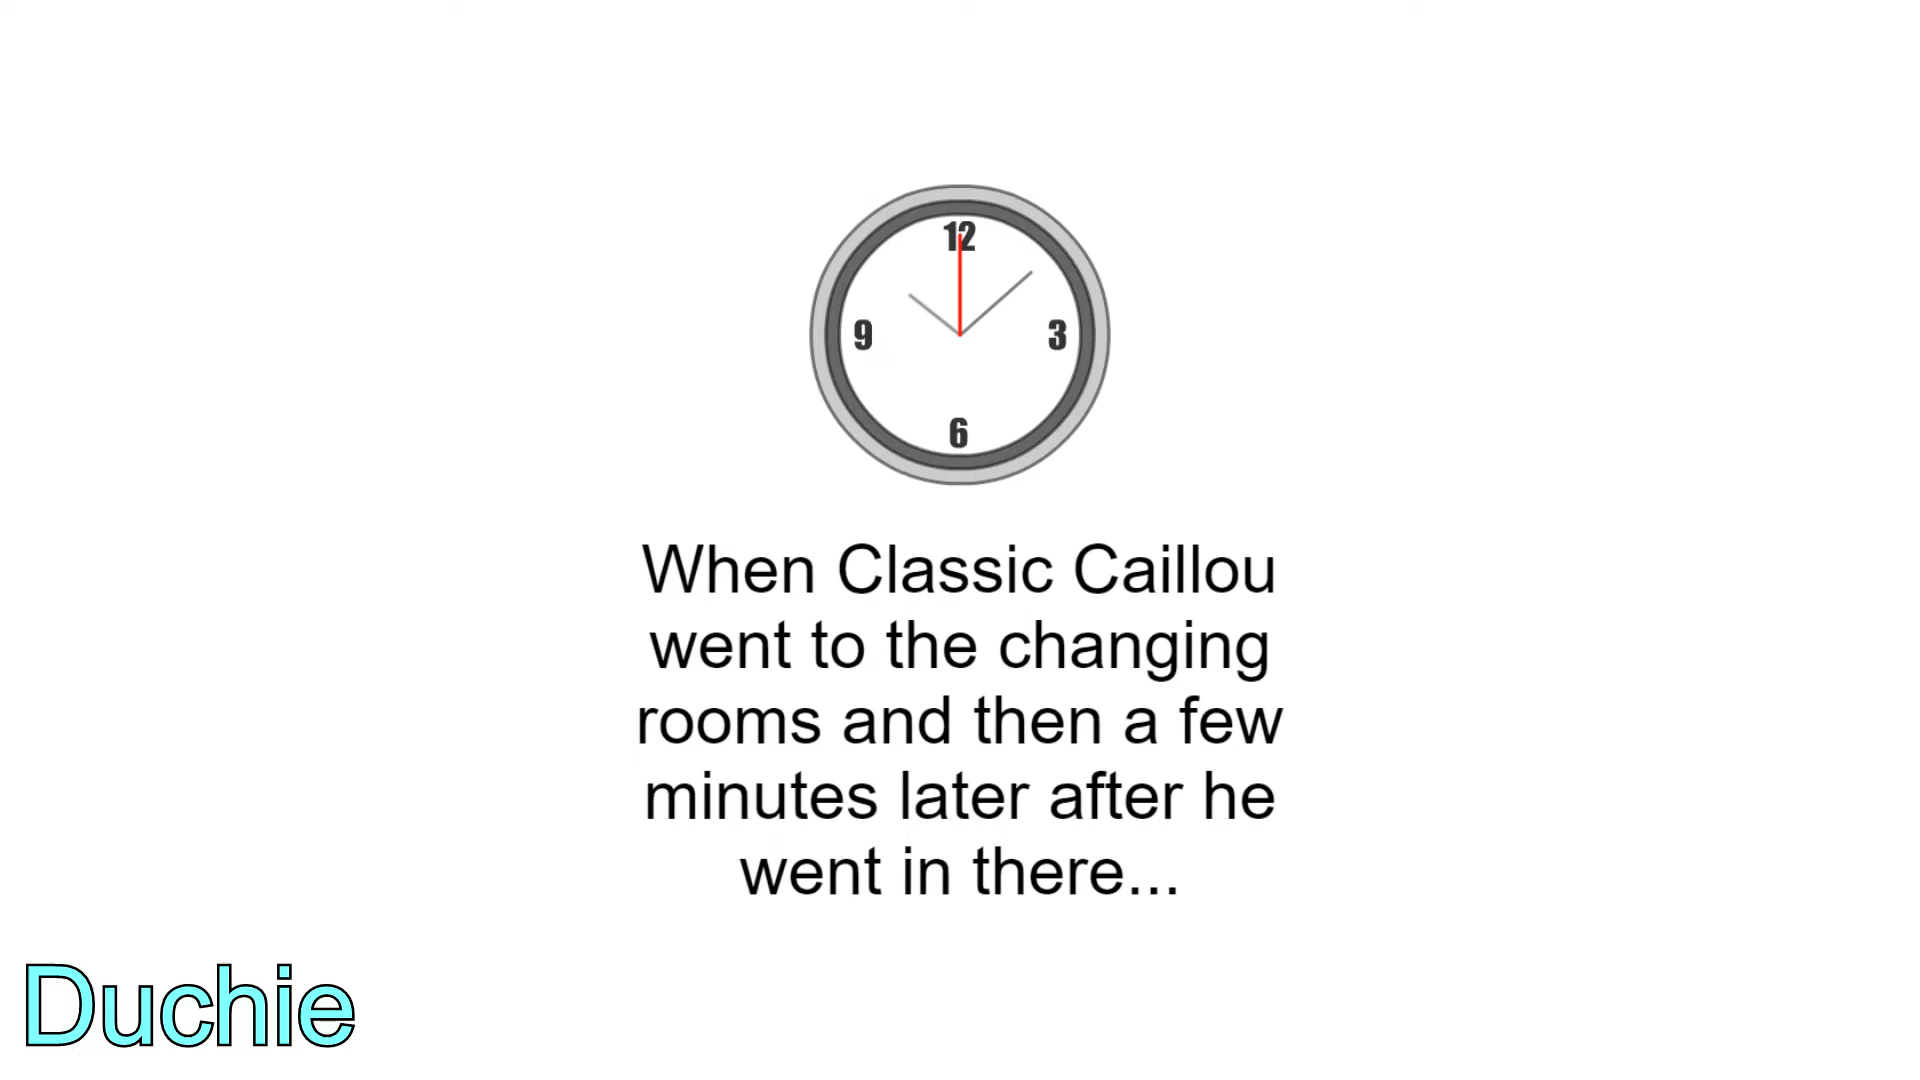 12
9
3
6
When Classic Caillou
went to the changing
rooms and then a few
minutes later after he
went in there...
Duchie